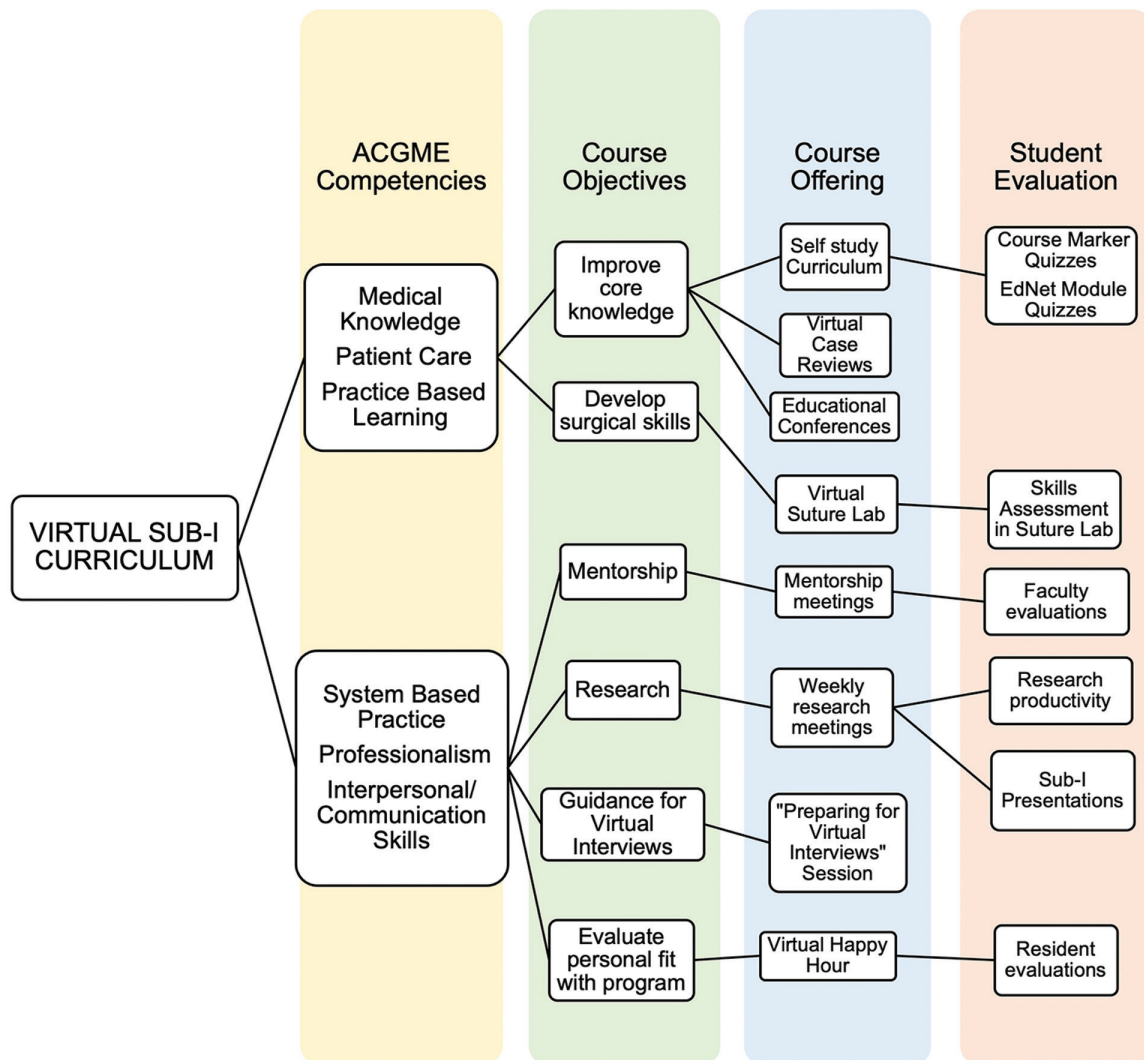 ACGME
Competencies
Course
Objectives
Course
Offering
Student
Evaluation
VIRTUAL SUB-I
CURRICULUM
Medical
Knowledge
Patient Care
Practice Based
Learning
System Based
Practice
Professionalism
Interpersonal/
Communication
Skills
Improve
core
knowledge
Develop
surgical skills
Mentorship
Research
Guidance for
Virtual
Interviews
Evaluate
personal fit
with program
Self study
Curriculum
Virtual
Case
Reviews
Educational
Conferences
Virtual
Suture Lab
Mentorship
meetings
Weekly
research
meetings
"Preparing for
Virtual
Interviews"
Session
Virtual Happy
Hour
Course Marker
Quizzes
EdNet Module
Quizzes
Skills
Assessment
in Suture Lab
Faculty
evaluations
Research
productivity
Sub-I
Presentations
Resident
evaluations